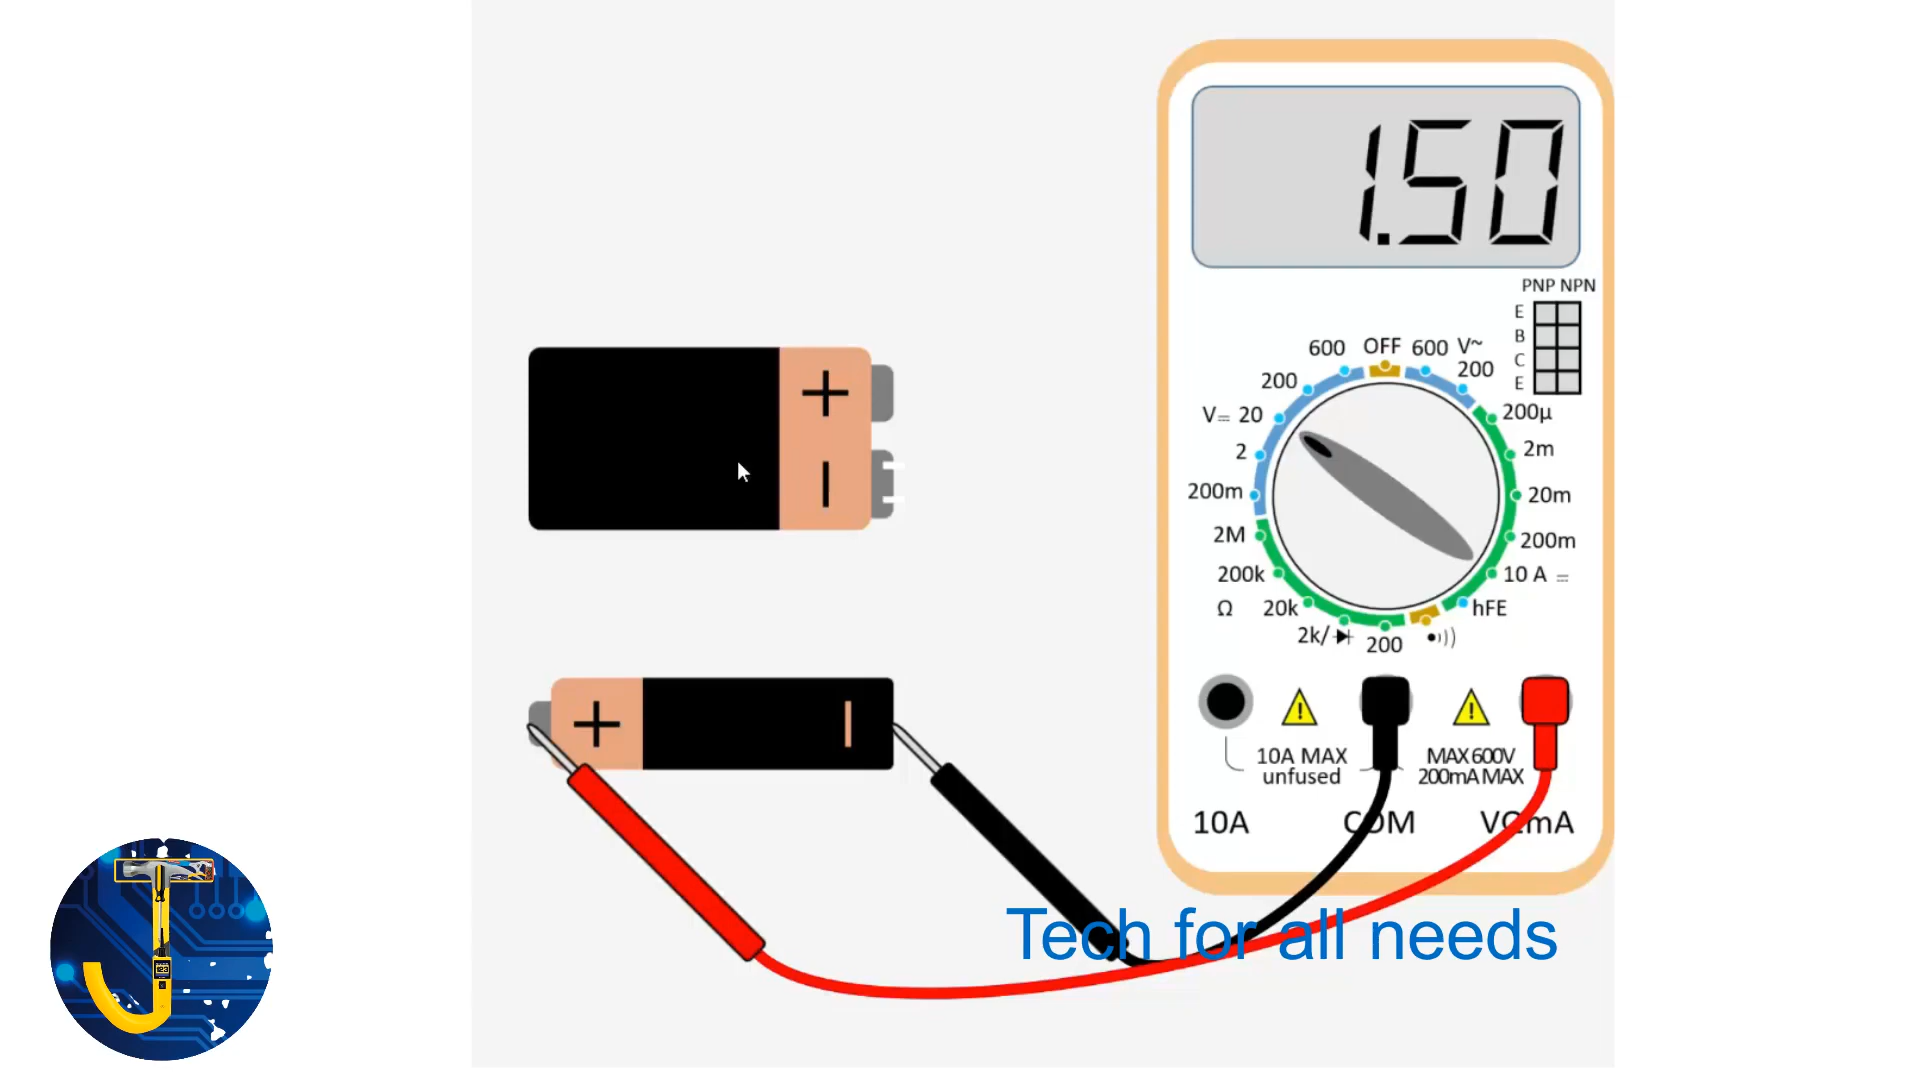 1.50
PNP NPN
E
B
C
E
600 OFF 600 V~
200 200
V⎓ 20 200µ
2 2m
200m 20m
2M 200m
200k 10 A ⎓
Ω 20k hFE
2k/ 200
+
−
+ −
10A MAX
unfused
MAX 600V
200mA MAX
10A COM VΩmA
Tech for all needs